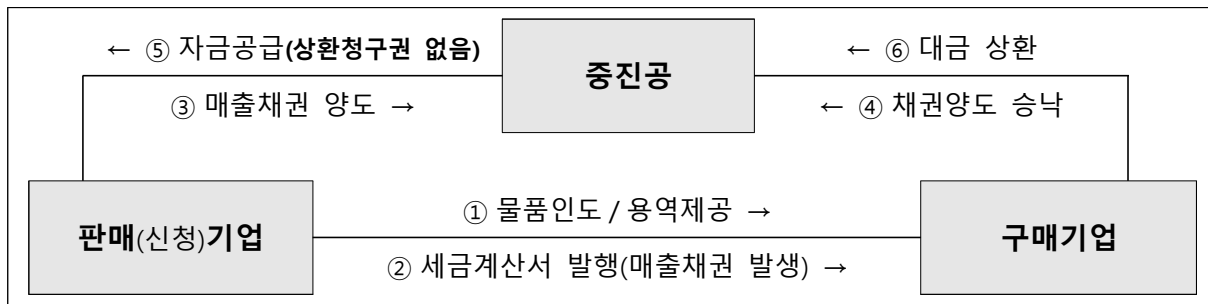 ← ⑤ 자금공급(상환청구권 없음)
← ⑥ 대금 상환
중진공
③ 매출채권 양도 →
← ④ 채권양도 승낙
① 물품인도 / 용역제공 →
판매(신청)기업
구매기업
② 세금계산서 발행(매출채권 발생) →